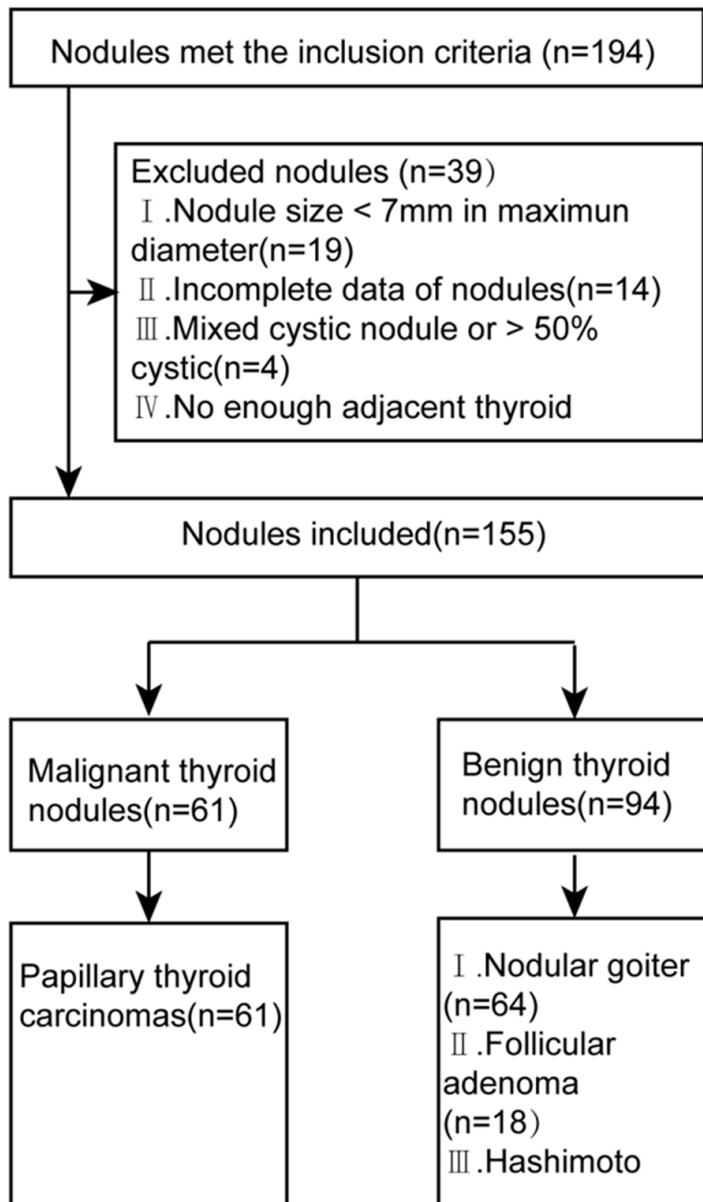 Nodules met the inclusion criteria (n=194)
Excluded nodules (n=39)
Ⅰ.Nodule size < 7mm in maximun
diameter(n=19)
Ⅱ.Incomplete data of nodules(n=14)
Ⅲ.Mixed cystic nodule or > 50%
cystic(n=4)
Ⅳ.No enough adjacent thyroid
Nodules included(n=155)
Malignant thyroid
nodules(n=61)
Benign thyroid
nodules(n=94)
Papillary thyroid
carcinomas(n=61)
Ⅰ.Nodular goiter
(n=64)
Ⅱ.Follicular
adenoma
(n=18)
Ⅲ.Hashimoto